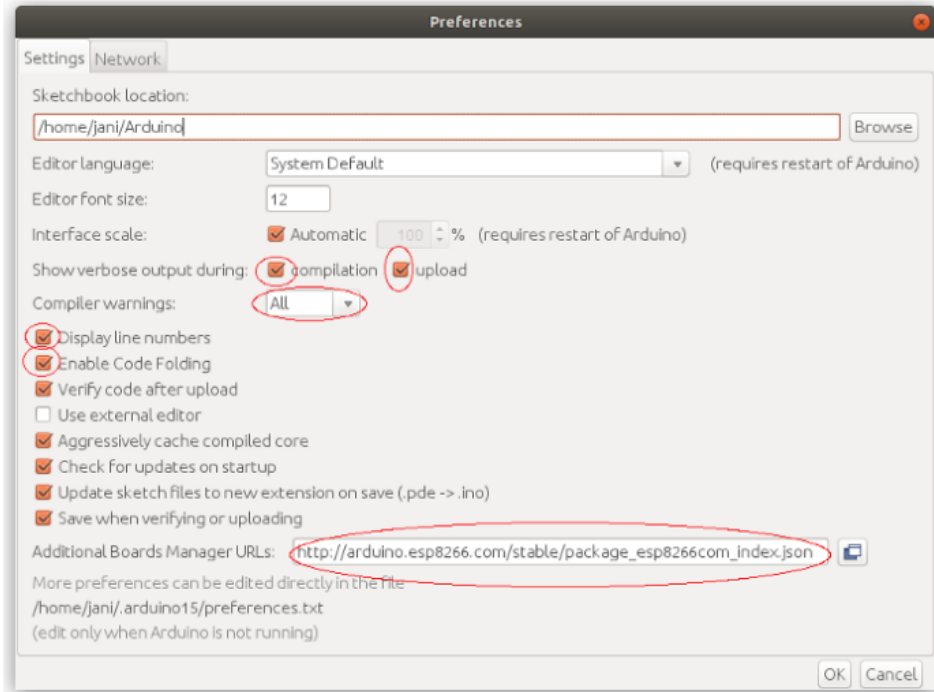 Preferences
Settings Network
Sketchbook location:
/home/jani/Arduino Browse
Editor language: System Default (requires restart of Arduino)
Editor font size: 12
Interface scale: Automatic 100 % (requires restart of Arduino)
Show verbose output during: compilation upload
Compiler warnings: All
Display line numbers
Enable Code Folding
Verify code after upload
Use external editor
Aggressively cache compiled core
Check for updates on startup
Update sketch files to new extension on save (.pde -> .ino)
Save when verifying or uploading
Additional Boards Manager URLs: http://arduino.esp8266.com/stable/package_esp8266com_index.json
More preferences can be edited directly in the file
/home/jani/.arduino15/preferences.txt
(edit only when Arduino is not running)
OK Cancel